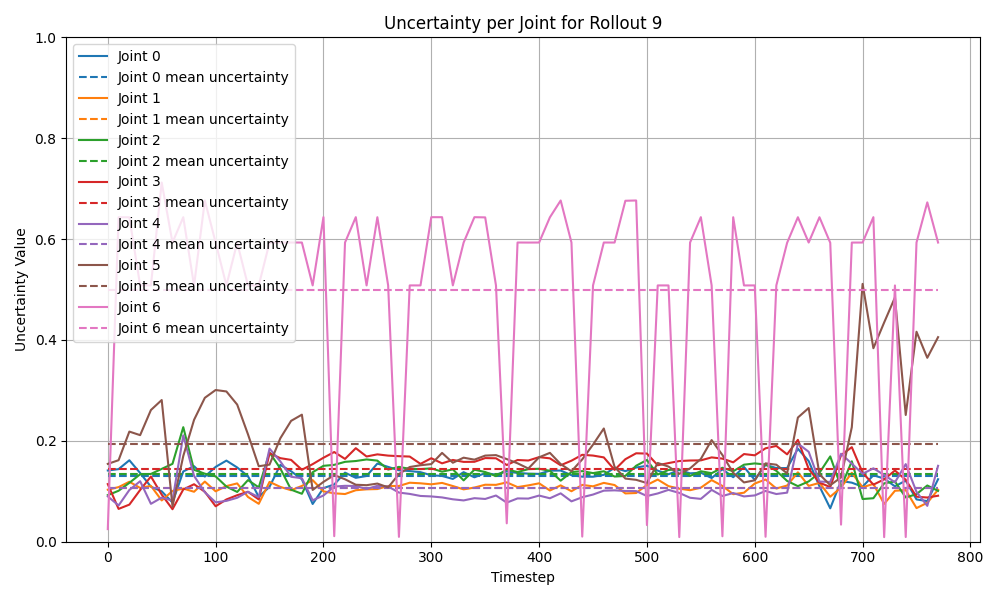 Uncertainty per Joint for Rollout 9
Uncertainty Value
1.0
0.8
0.6
0.4
0.2
0.0
Joint 0
Joint 0 mean uncertainty
Joint 1
Joint 1 mean uncertainty
Joint 2
Joint 2 mean uncertainty
Joint 3
Joint 3 mean uncertainty
Joint 4
Joint 4 mean uncertainty
Joint 5
Joint 5 mean uncertainty
Joint 6
Joint 6 mean uncertainty
0 100 200 300 400 500 600 700 800
Timestep